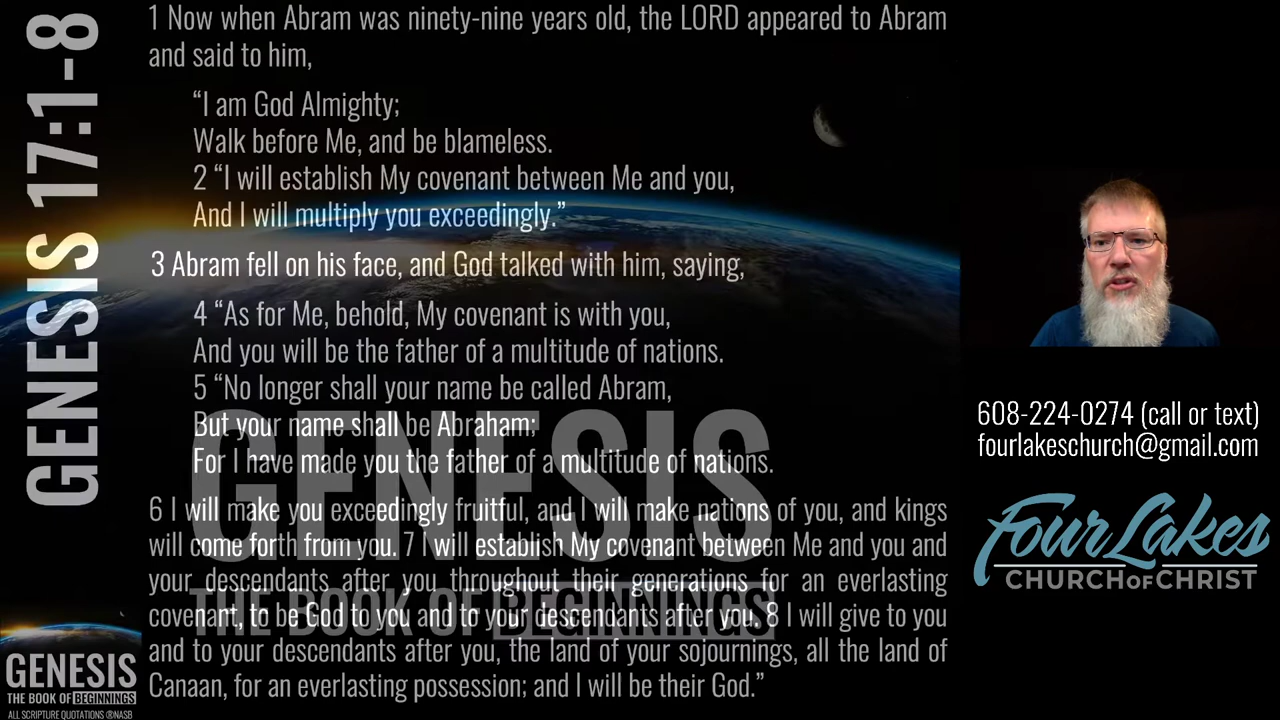 GENESIS 17:1-8
1 Now when Abram was ninety-nine years old, the LORD appeared to Abram
and said to him,
“I am God Almighty;
Walk before Me, and be blameless.
2 “I will establish My covenant between Me and you,
And I will multiply you exceedingly.”
3 Abram fell on his face, and God talked with him, saying,
4 “As for Me, behold, My covenant is with you,
And you will be the father of a multitude of nations.
5 “No longer shall your name be called Abram,
But your name shall be Abraham;
For I have made you the father of a multitude of nations.
6 I will make you exceedingly fruitful, and I will make nations of you, and kings
will come forth from you. 7 I will establish My covenant between Me and you and
your descendants after you throughout their generations for an everlasting
covenant, to be God to you and to your descendants after you. 8 I will give to you
and to your descendants after you, the land of your sojournings, all the land of
Canaan, for an everlasting possession; and I will be their God.”
GENESIS
THE BOOK OF BEGINNINGS
GENESIS
THE BOOK OF BEGINNINGS
ALL SCRIPTURE QUOTATIONS ®NASB
608-224-0274 (call or text)
fourlakeschurch@gmail.com
Four Lakes
CHURCH OF CHRIST